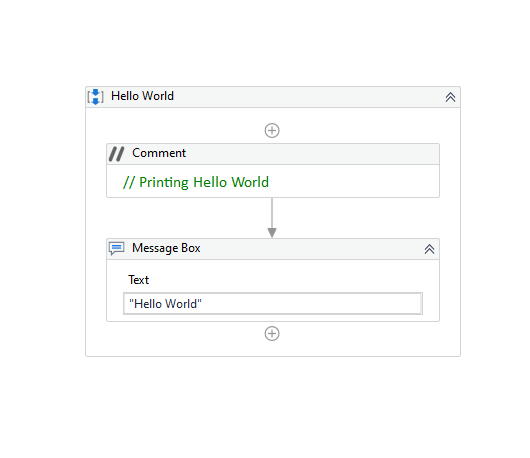 Hello World
Comment
// Printing Hello World
Message Box
Text
"Hello World"